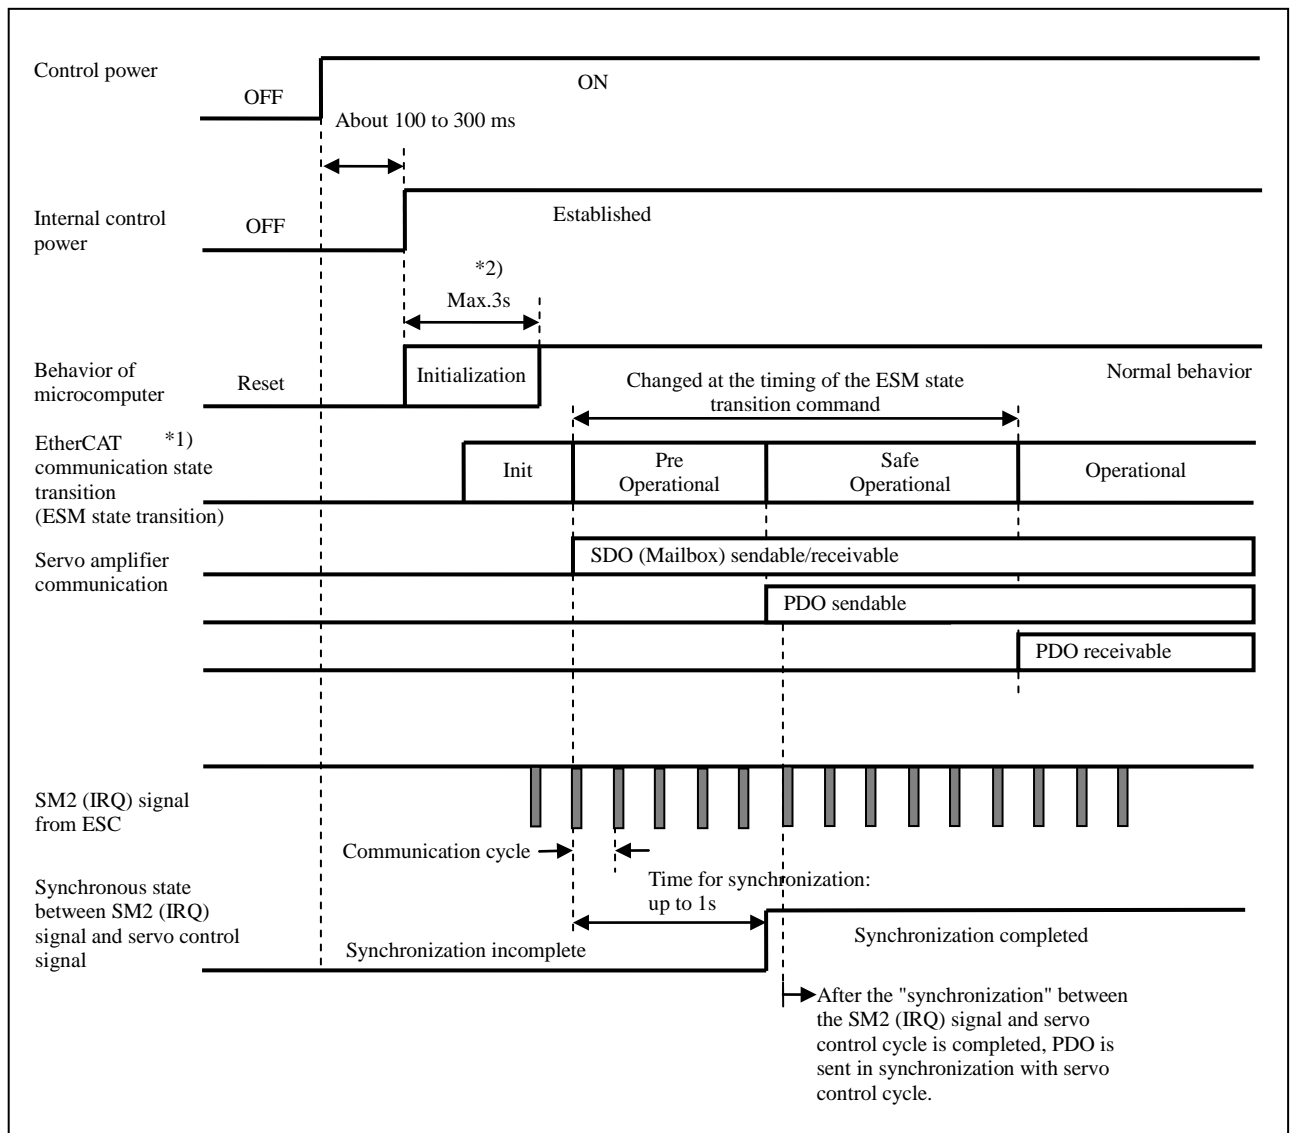 Control power
OFF
ON
About 100 to 300 ms
Internal control
power
OFF
Established
*2)
Max.3s
Behavior of
microcomputer
Reset
Initialization
Changed at the timing of the ESM state
transition command
Normal behavior
EtherCAT *1)
communication state
transition
(ESM state transition)
Init
Pre
Operational
Safe
Operational
Operational
Servo amplifier
communication
SDO (Mailbox) sendable/receivable
PDO sendable
PDO receivable
SM2 (IRQ) signal
from ESC
Communication cycle
Time for synchronization:
up to 1s
Synchronous state
between SM2 (IRQ)
signal and servo control
signal
Synchronization incomplete
Synchronization completed
After the "synchronization" between
the SM2 (IRQ) signal and servo
control cycle is completed, PDO is
sent in synchronization with servo
control cycle.